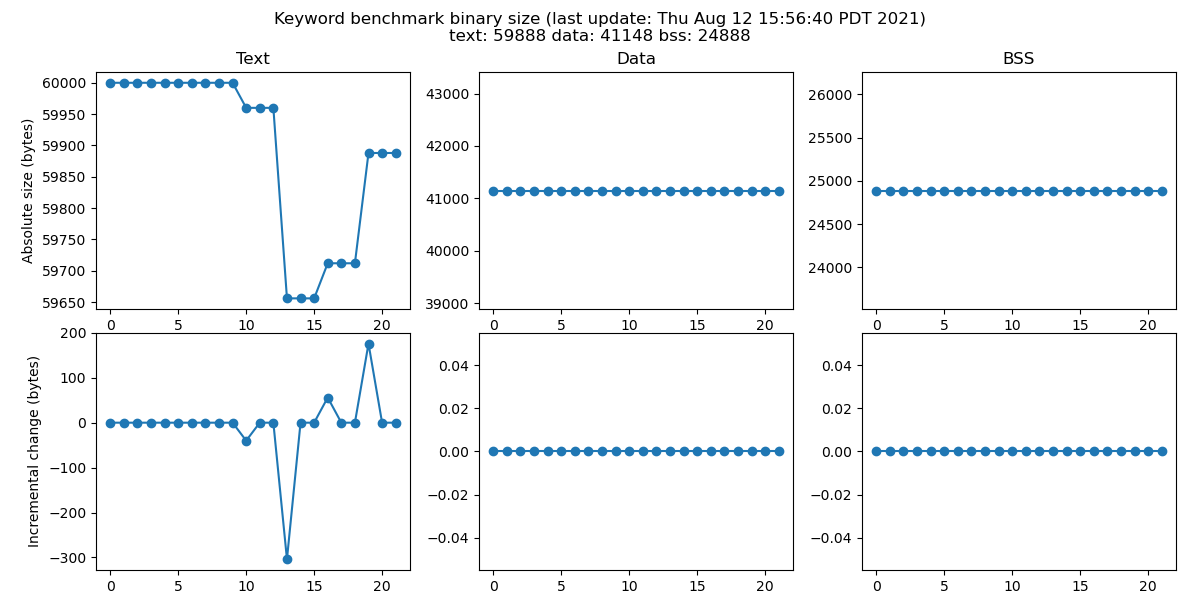 Keyword benchmark binary size (last update: Thu Aug 12 15:56:40 PDT 2021)
text: 59888 data: 41148 bss: 24888
Text
Data
BSS
Absolute size (bytes)
60000
59950
59900
59850
59800
59750
59700
59650
0 5 10 15 20
43000
42000
41000
40000
39000
0 5 10 15 20
26000
25500
25000
24500
24000
0 5 10 15 20
Incremental change (bytes)
200
100
0
−100
−200
−300
0 5 10 15 20
0.04
0.02
0.00
−0.02
−0.04
0 5 10 15 20
0.04
0.02
0.00
−0.02
−0.04
0 5 10 15 20